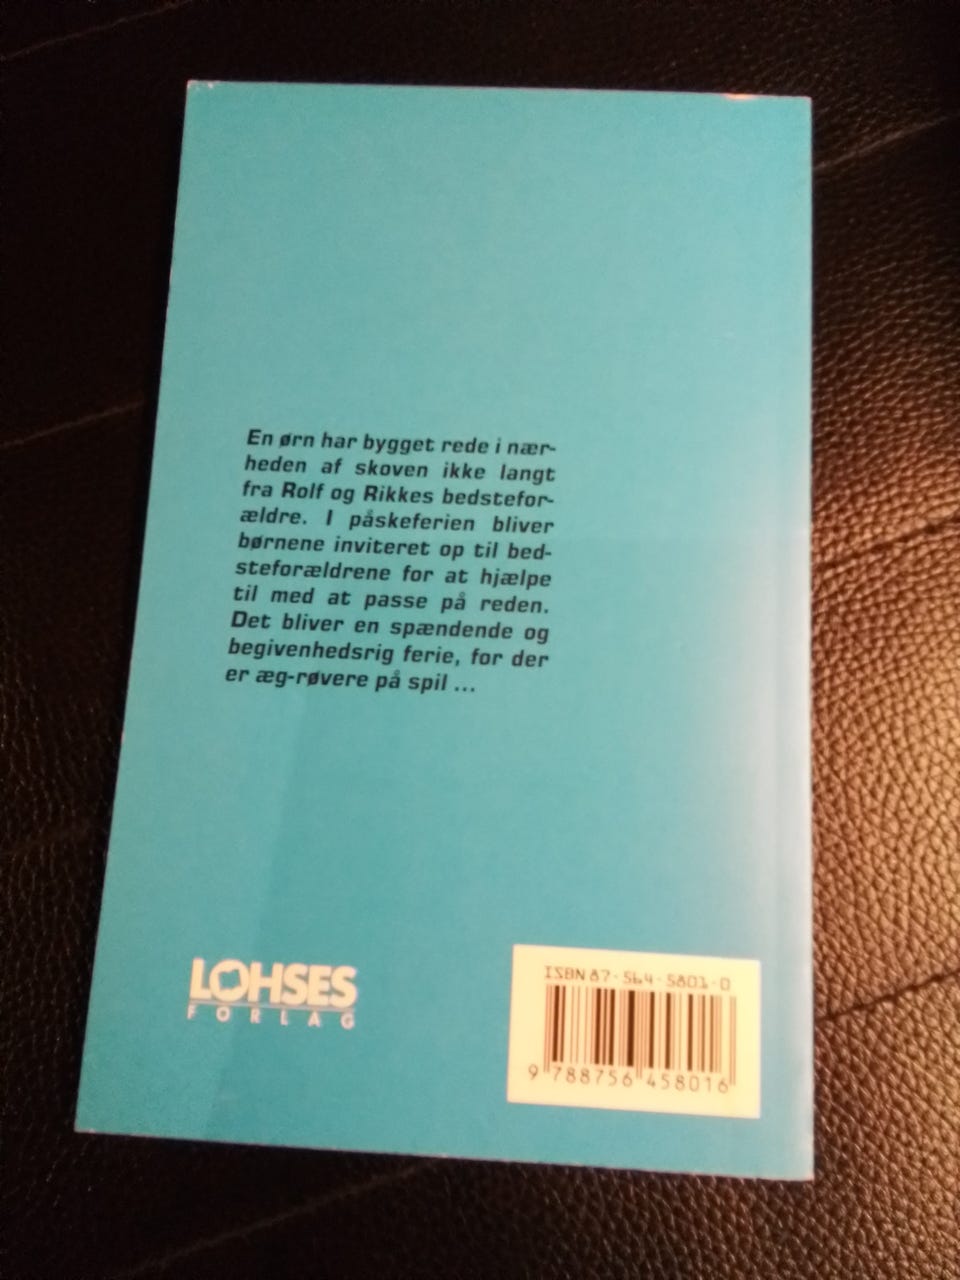 En ørn har bygget rede i nær-
heden af skoven ikke langt
fra Rolf og Rikkes bedstefor-
ældre. I påskeferien bliver
børnene inviteret op til bed-
steforældrene for at hjælpe
til med at passe på reden.
Det bliver en spændende og
begivenhedsrig ferie, for der
er æg-røvere på spil ...
LOHSES
FORLAG
ISBN 87-564-5801-0
9 788756 458016